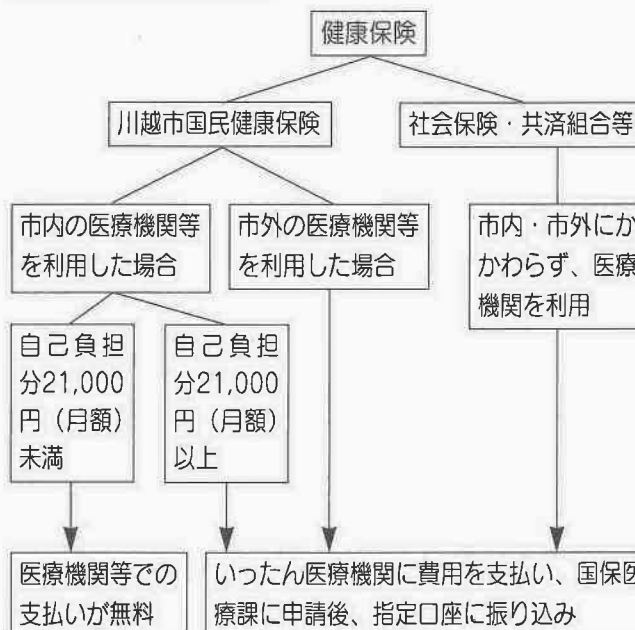 健康保険
川越市国民健康保険
社会保険・共済組合等
市内の医療機関等
を利用した場合
市外の医療機関等
を利用した場合
市内・市外にか
かわらず、医療
機関を利用
自己負担
分21,000
円（月額）
未満
自己負担
分21,000
円（月額）
以上
医療機関等での
支払いが無料
いったん医療機関に費用を支払い、国保医
療課に申請後、指定口座に振り込み